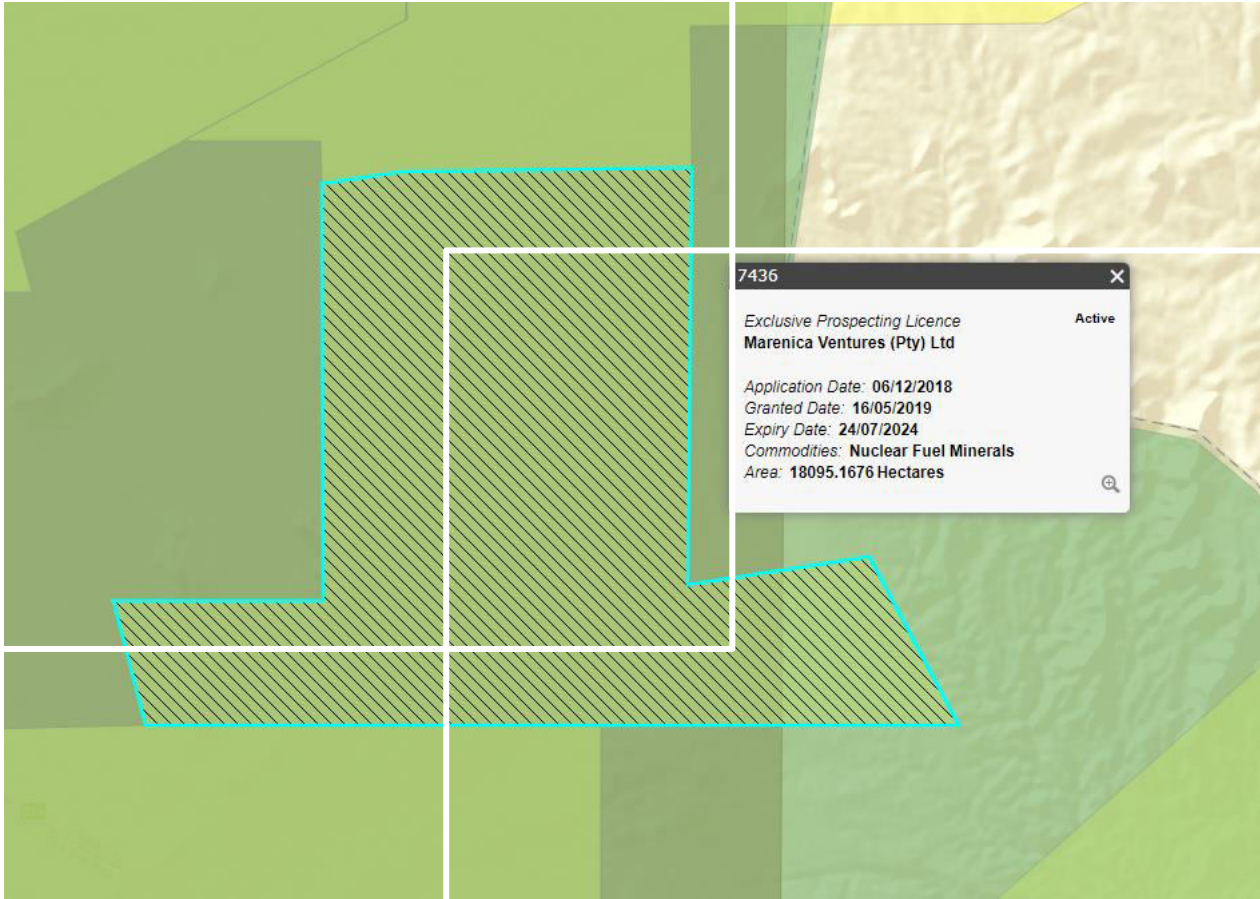 7436
Exclusive Prospecting Licence Active
Marenica Ventures (Pty) Ltd
Application Date: 06/12/2018
Granted Date: 16/05/2019
Expiry Date: 24/07/2024
Commodities: Nuclear Fuel Minerals
Area: 18095.1676 Hectares